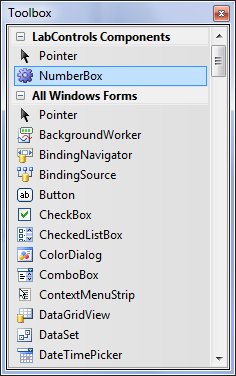 Toolbox
LabControls Components
Pointer
NumberBox
All Windows Forms
Pointer
BackgroundWorker
BindingNavigator
BindingSource
ab Button
CheckBox
CheckedListBox
ColorDialog
ComboBox
ContextMenuStrip
DataGridView
DataSet
DateTimePicker